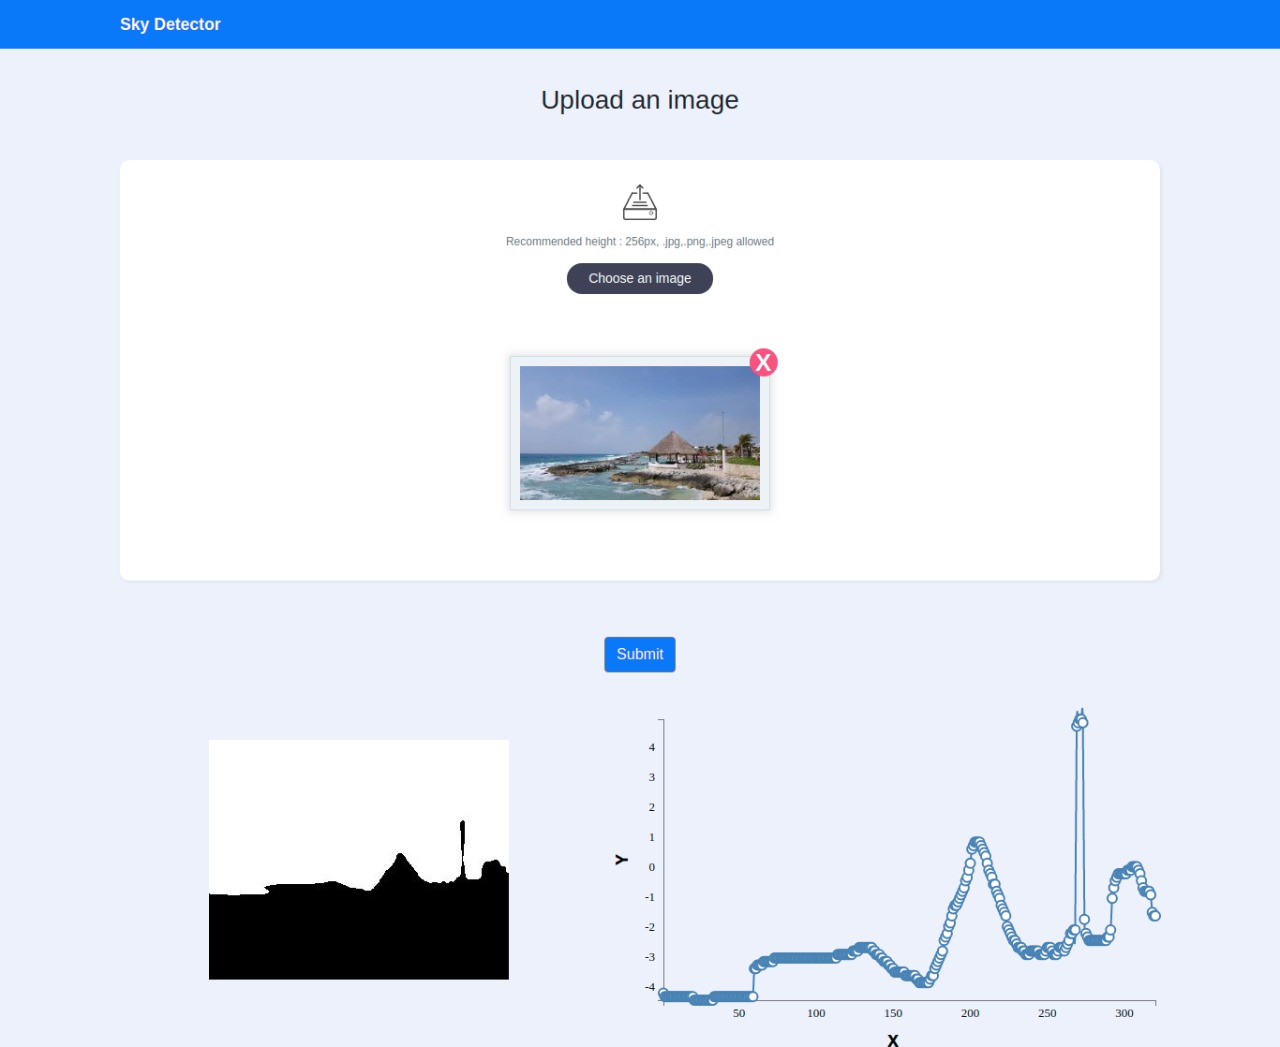 Sky Detector
Upload an image
Recommended height : 256px, .jpg,.png,.jpeg allowed
Choose an image
X
Submit
4
3
2
1
0
-1
-2
-3
-4
Y
50 100 150 200 250 300
X